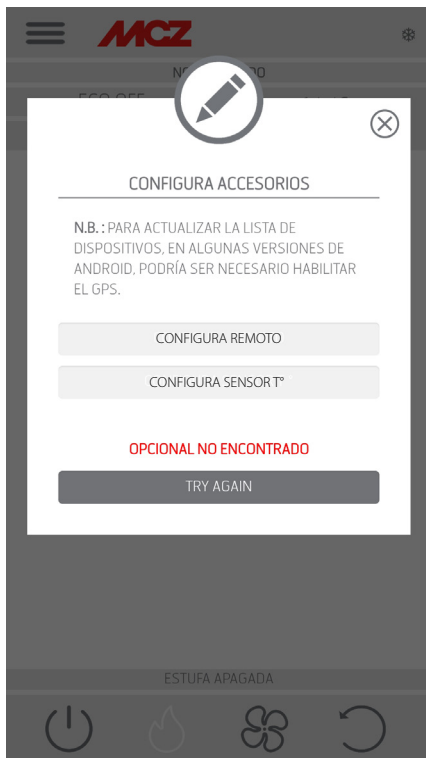 MCZ
CONFIGURA ACCESORIOS
N.B. : PARA ACTUALIZAR LA LISTA DE
DISPOSITIVOS, EN ALGUNAS VERSIONES DE
ANDROID, PODRÍA SER NECESARIO HABILITAR
EL GPS.
CONFIGURA REMOTO
CONFIGURA SENSOR T°
OPCIONAL NO ENCONTRADO
TRY AGAIN
ESTUFA APAGADA